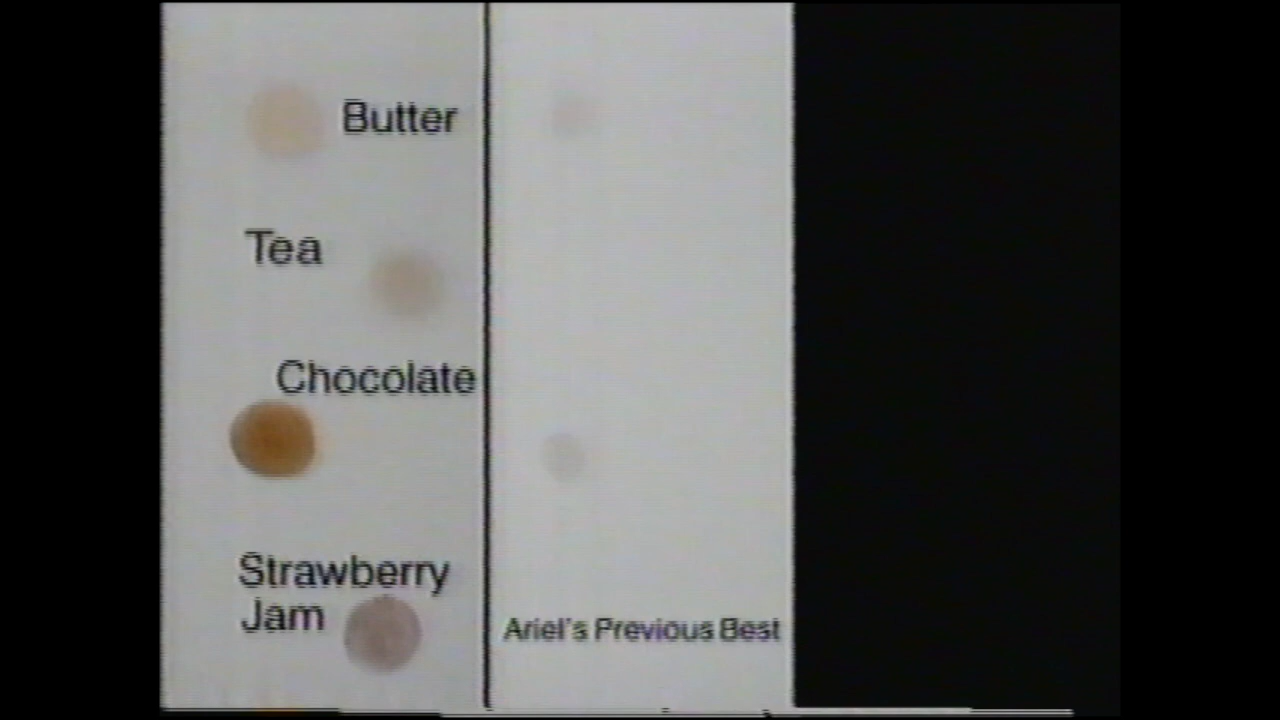 Butter
Tea
Chocolate
Strawberry
Jam
Ariel's Previous Best